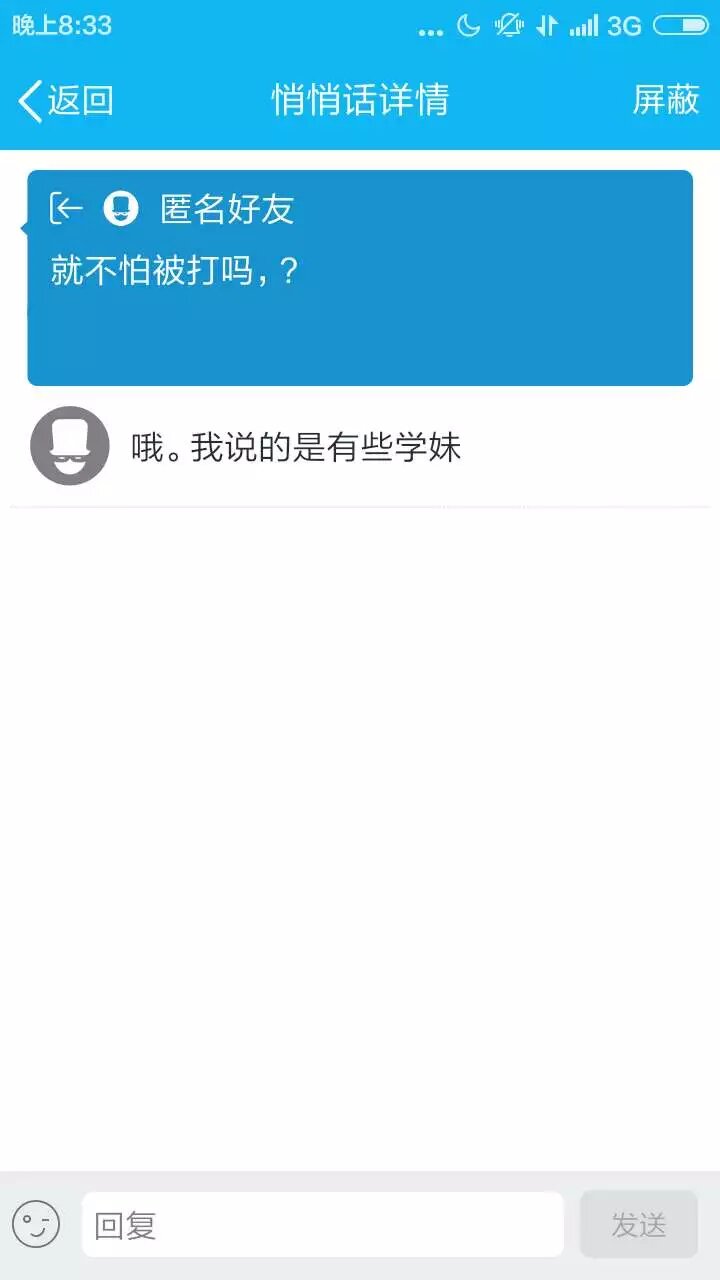 晚上8:33
... 3G
返回
悄悄话详情
屏蔽
匿名好友
就不怕被打吗,?
哦。我说的是有些学妹
回复
发送